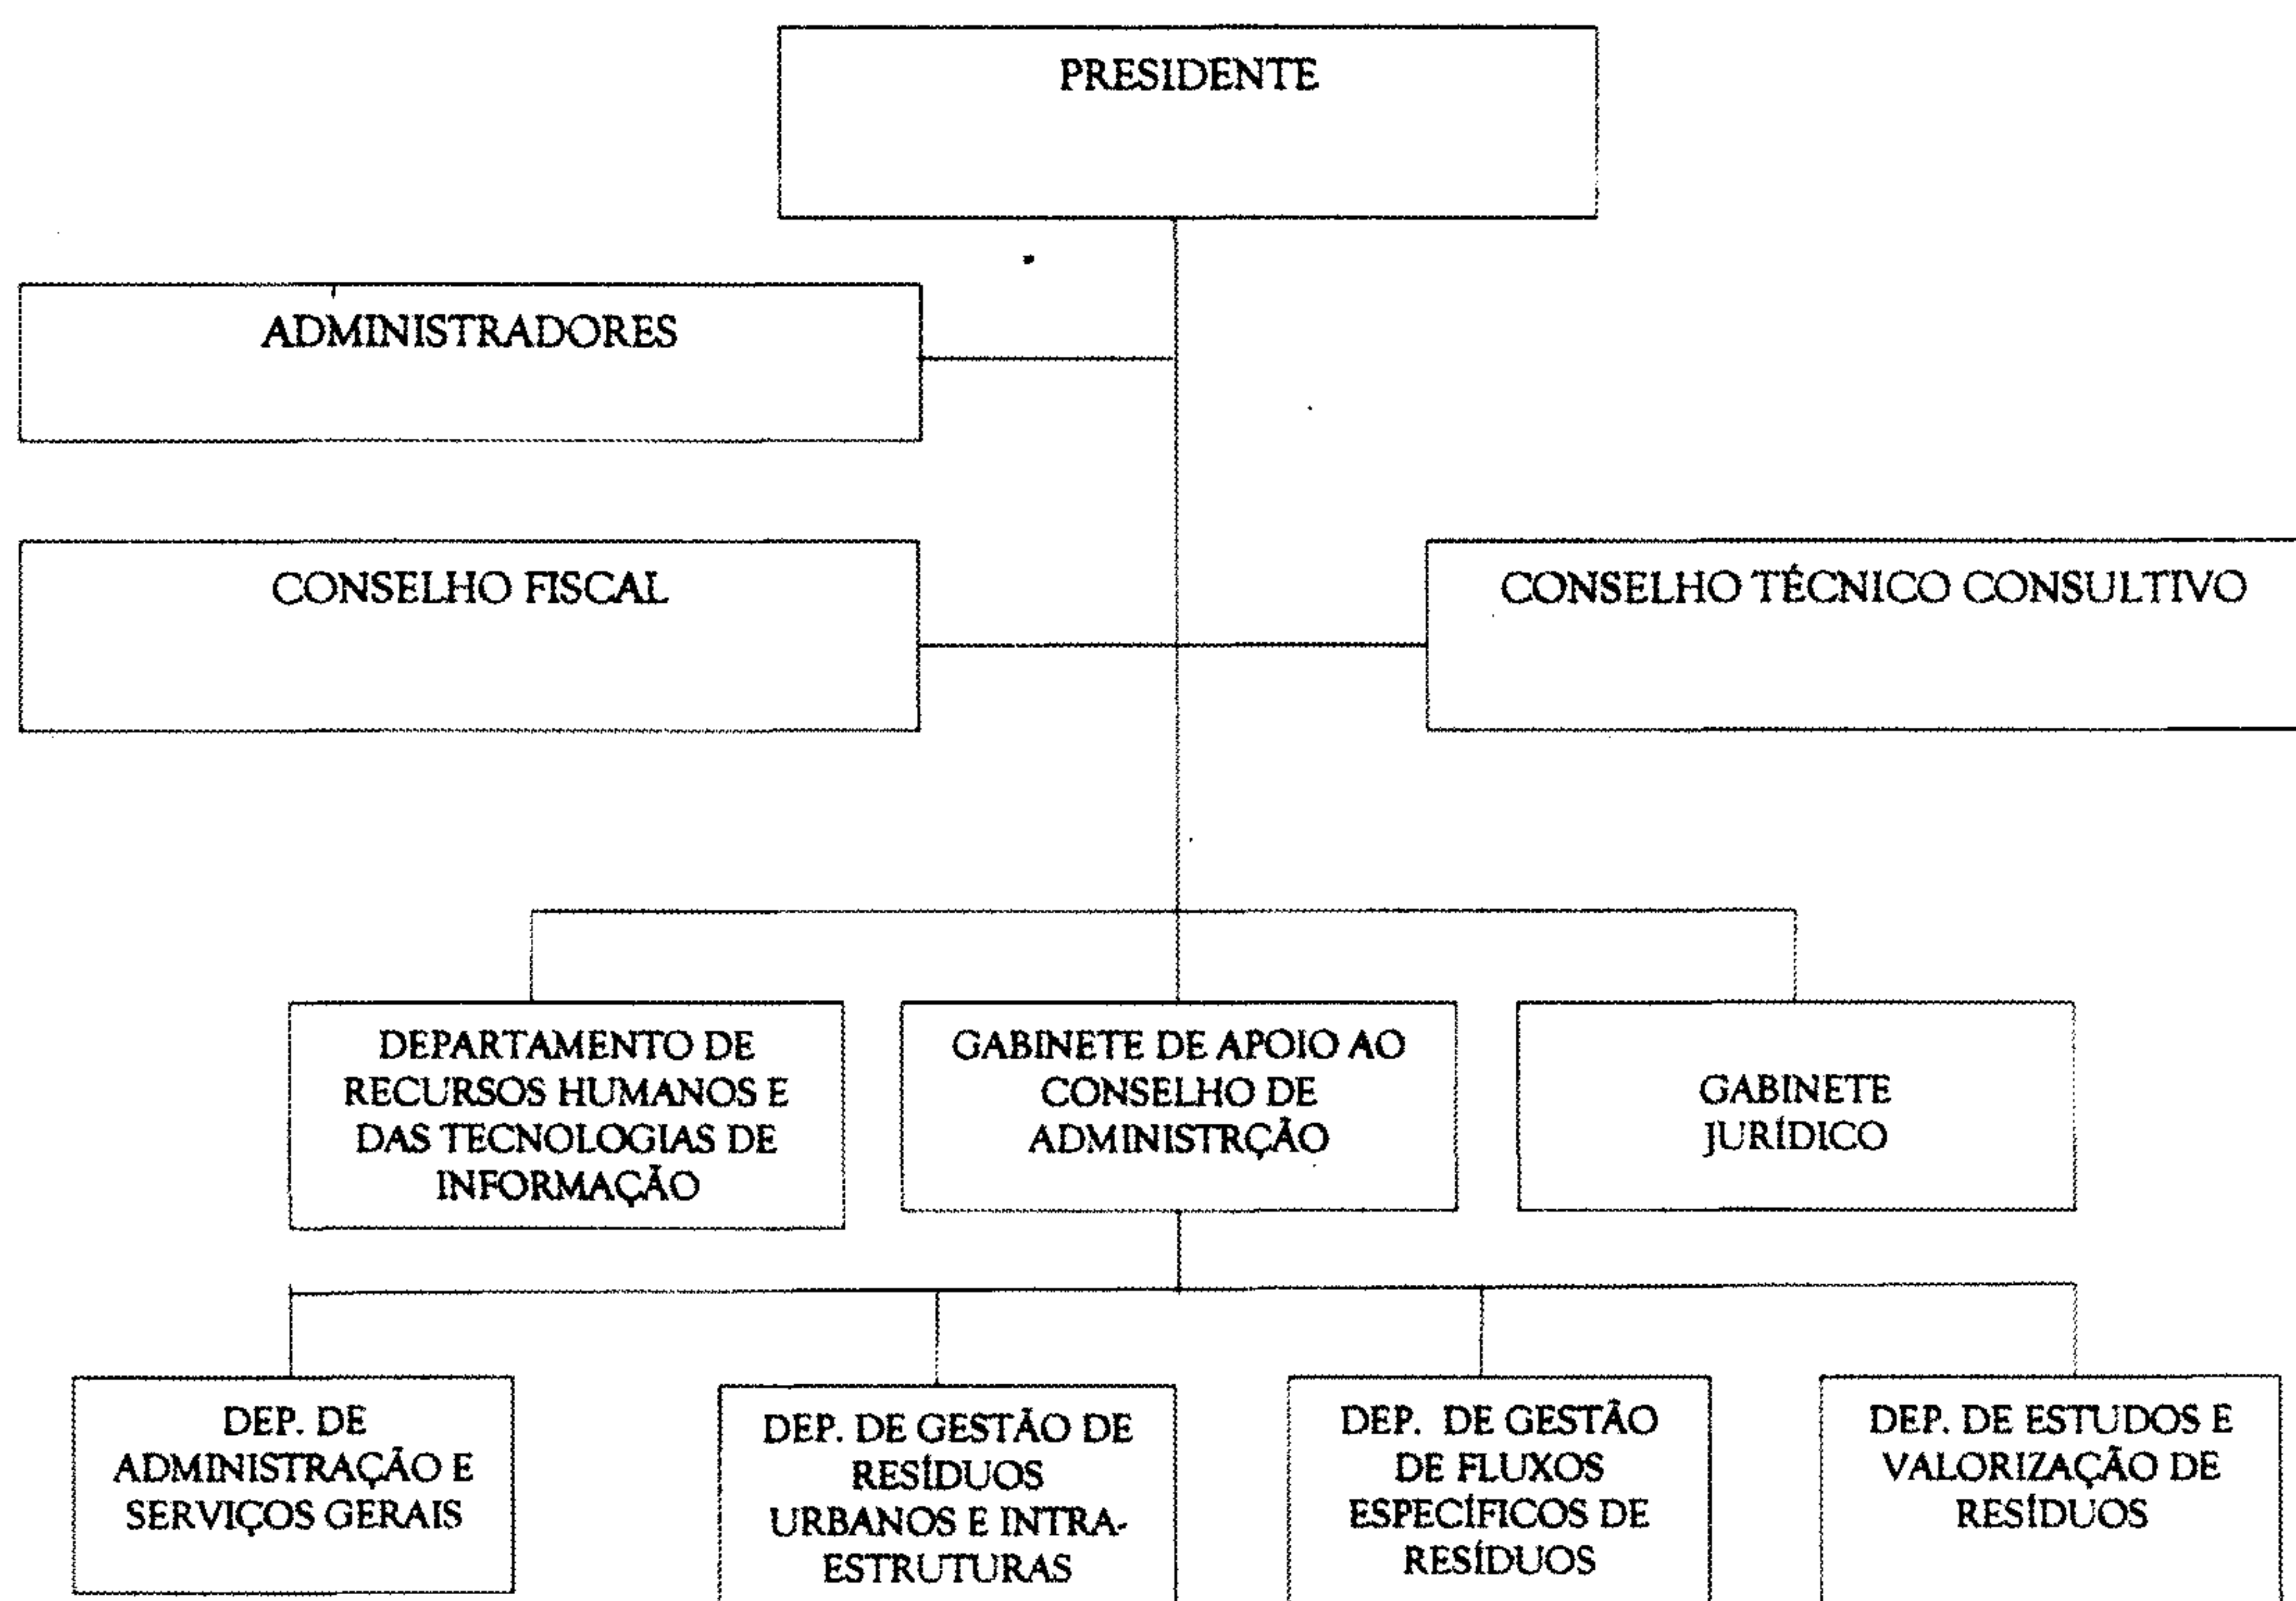 PRESIDENTE
ADMINISTRADORES
CONSELHO FISCAL
CONSELHO TÉCNICO CONSULTIVO
DEPARTAMENTO DE
RECURSOS HUMANOS E
DAS TECNOLOGIAS DE
INFORMAÇÃO
GABINETE DE APOIO AO
CONSELHO DE
ADMINISTRÇÃO
GABINETE
JURÍDICO
DEP. DE
ADMINISTRAÇÃO E
SERVIÇOS GERAIS
DEP. DE GESTÃO DE
RESÍDUOS
URBANOS E INTRA-
ESTRUTURAS
DEP. DE GESTÃO
DE FLUXOS
ESPECÍFICOS DE
RESÍDUOS
DEP. DE ESTUDOS E
VALORIZAÇÃO DE
RESÍDUOS